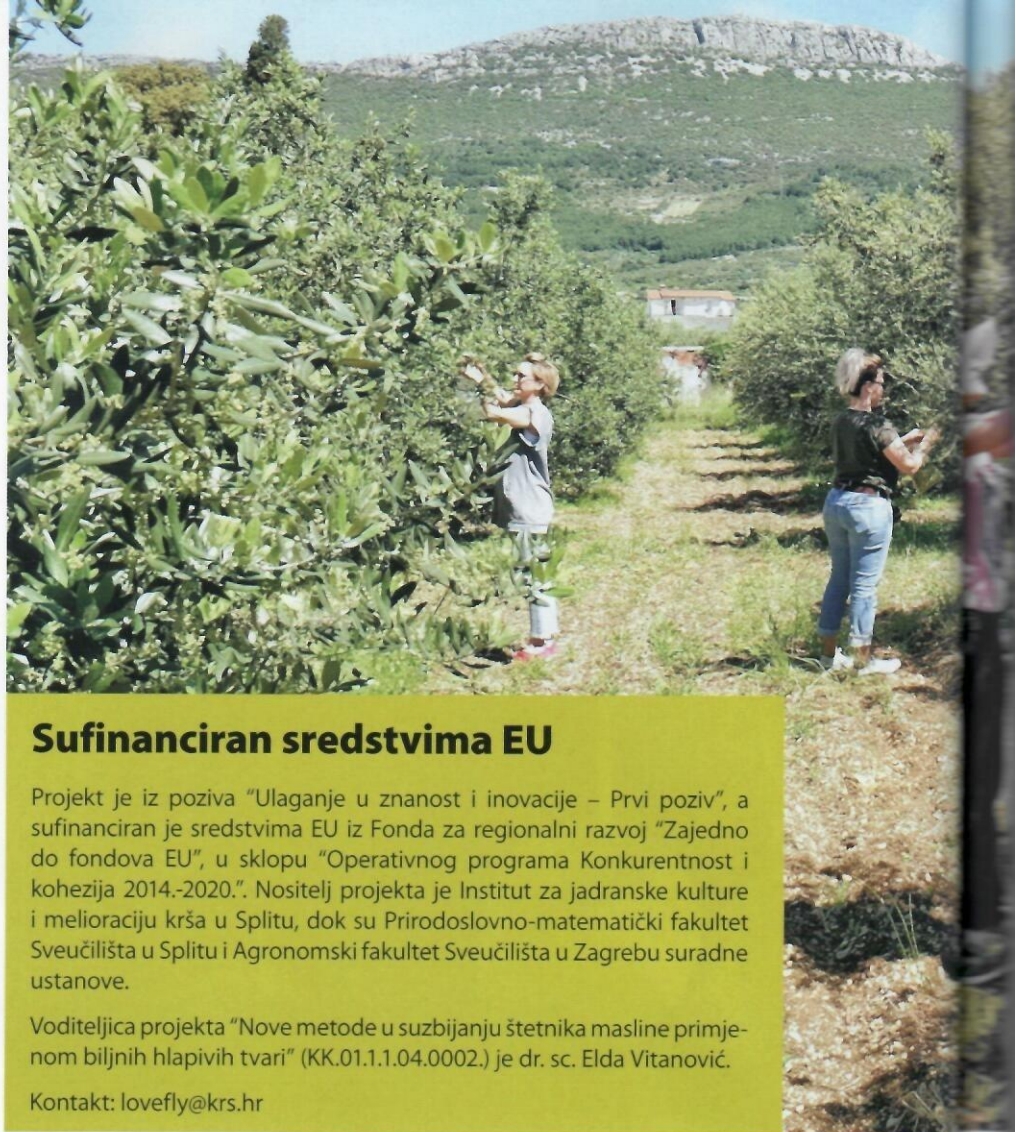 Sufinanciran sredstvima EU
Projekt je iz poziva “Ulaganje u znanost i inovacije – Prvi poziv”, a
sufinanciran je sredstvima EU iz Fonda za regionalni razvoj “Zajedno
do fondova EU”, u sklopu “Operativnog programa Konkurentnost i
kohezija 2014.-2020.”. Nositelj projekta je Institut za jadranske kulture
i melioraciju krša u Splitu, dok su Prirodoslovno-matematički fakultet
Sveučilišta u Splitu i Agronomski fakultet Sveučilišta u Zagrebu suradne
ustanove.
Voditeljica projekta “Nove metode u suzbijanju štetnika masline primje-
nom biljnih hlapivih tvari” (KK.01.1.1.04.0002.) je dr. sc. Elda Vitanović.
Kontakt: lovefly@krs.hr